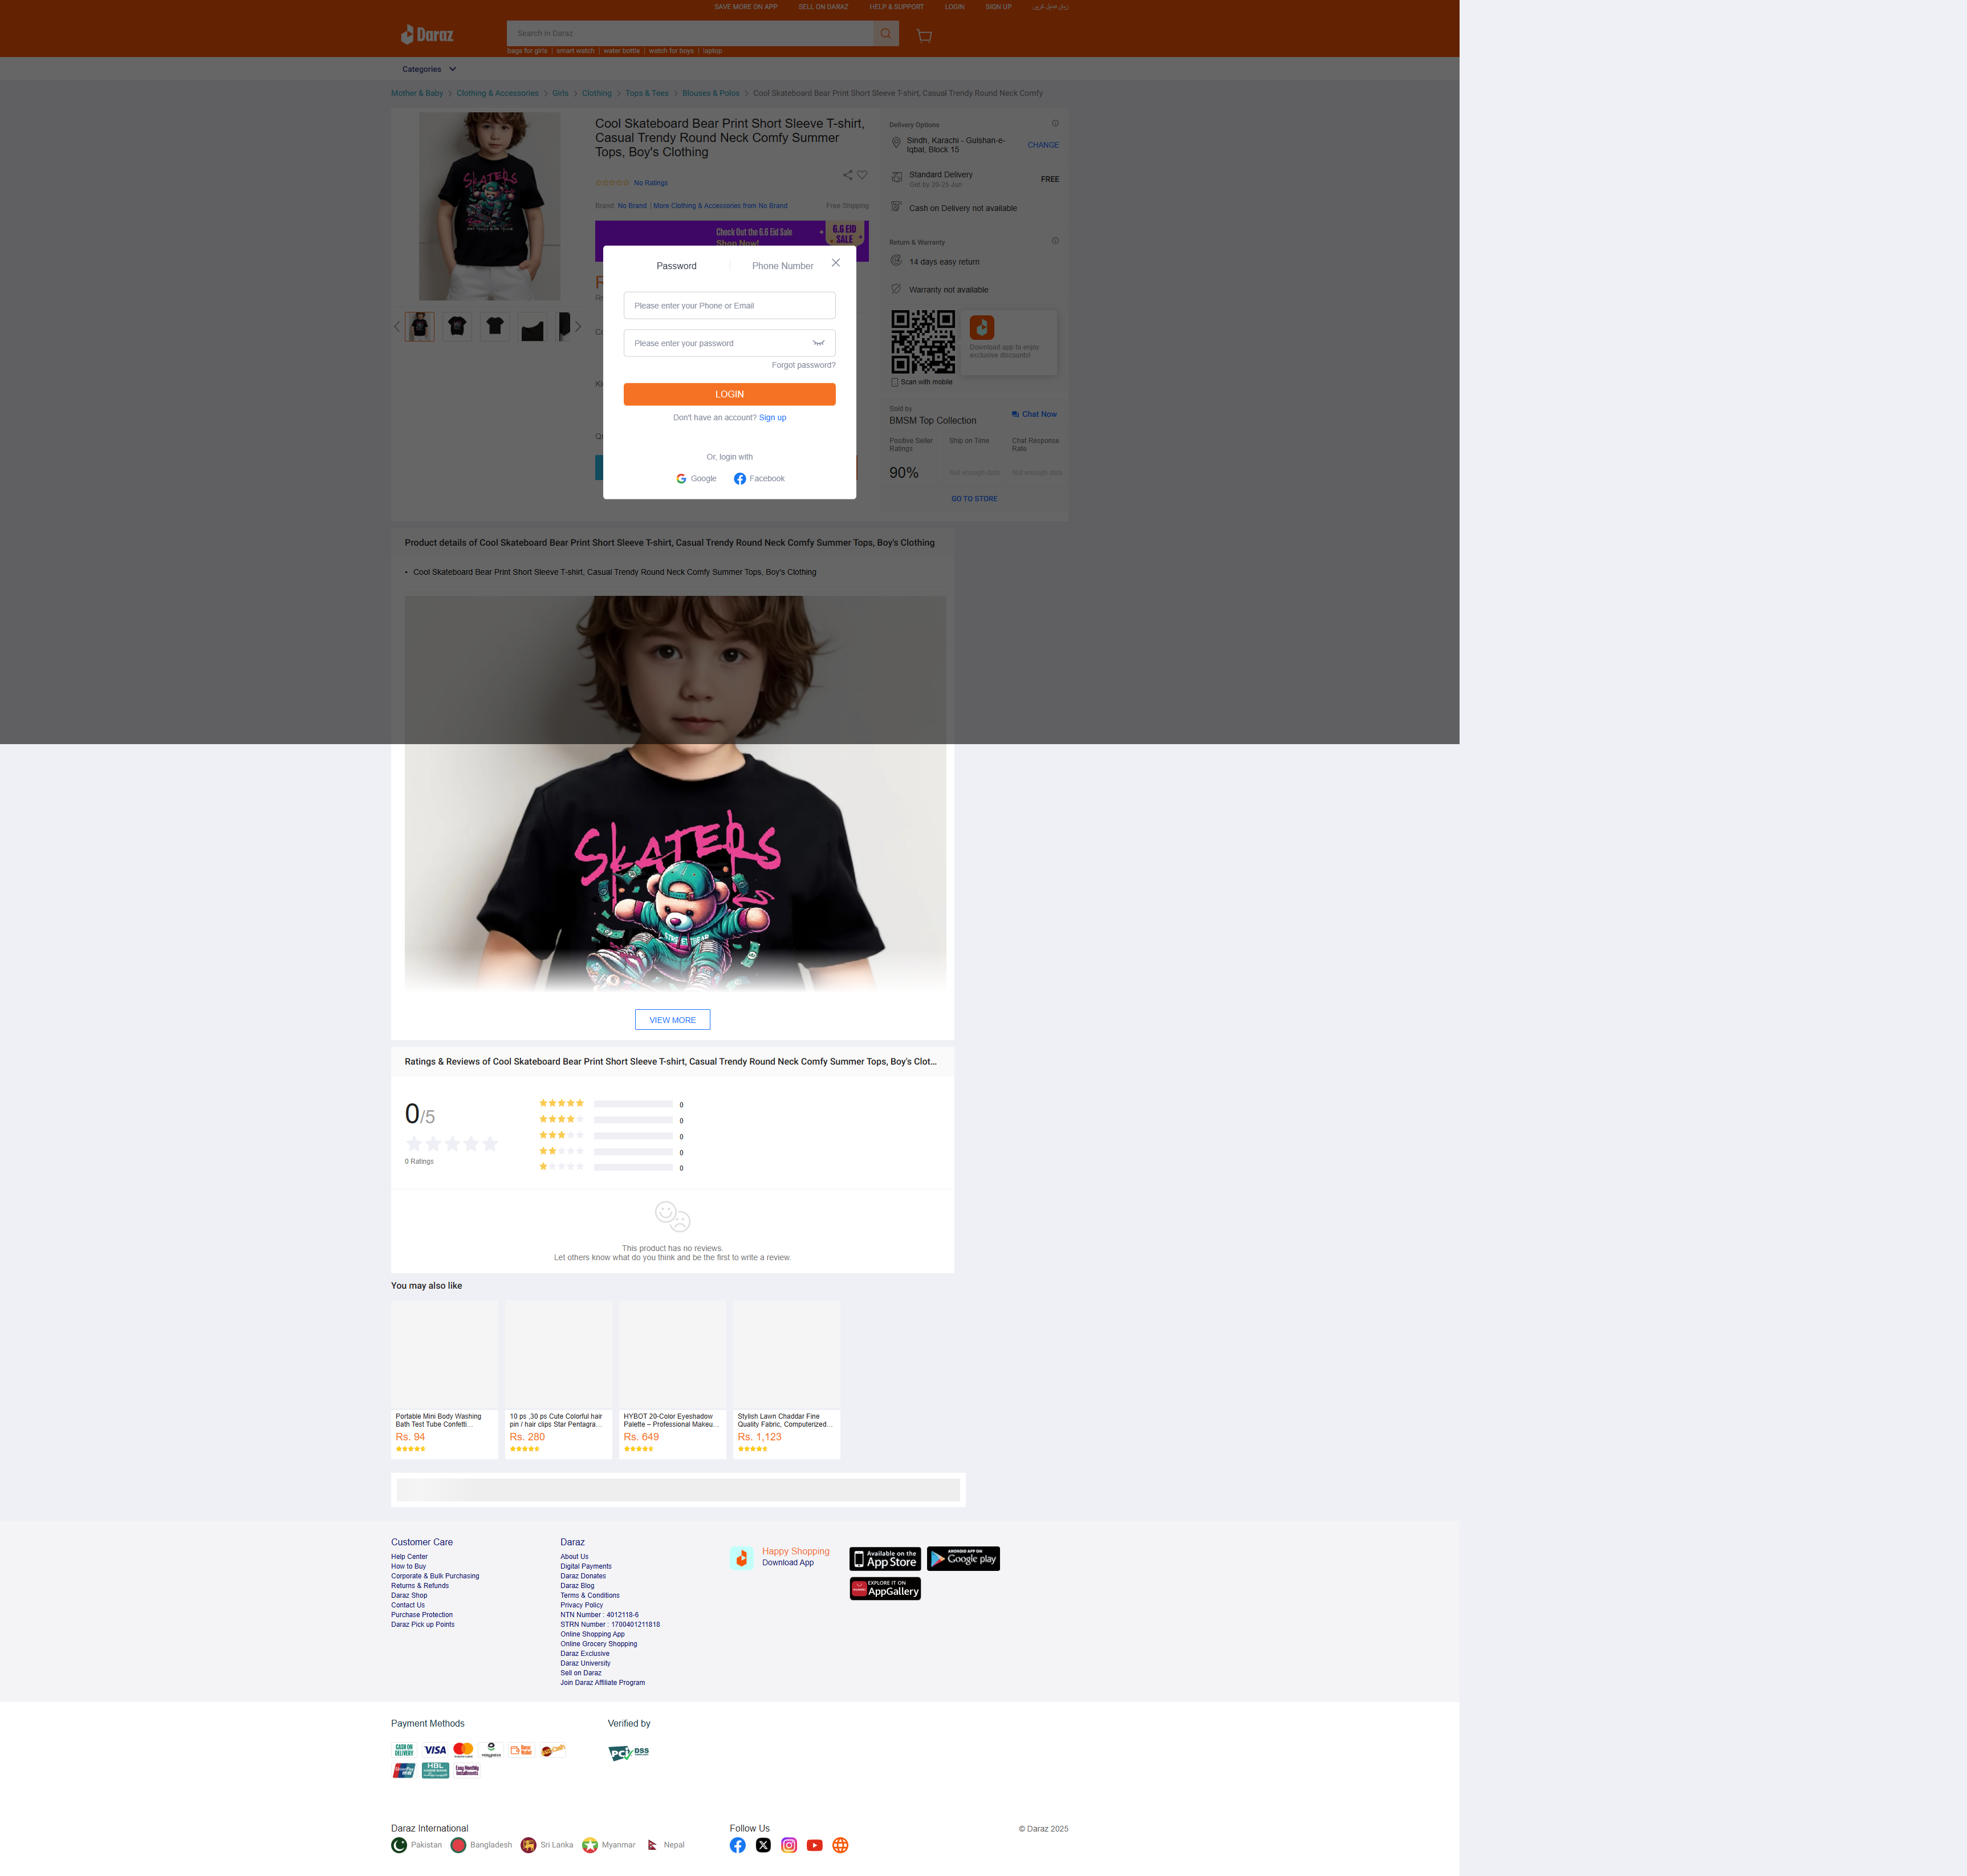 SAVE MORE ON APP
SELL ON DARAZ
HELP & SUPPORT
LOGIN
SIGN UP
زبان تبدیل کریں
Daraz
Search in Daraz
bags for girls | smart watch | water bottle | watch for boys | laptop
Categories
Mother & Baby > Clothing & Accessories > Girls > Clothing > Tops & Tees > Blouses & Polos > Cool Skateboard Bear Print Short Sleeve T-shirt, Casual Trendy Round Neck Comfy
Cool Skateboard Bear Print Short Sleeve T-shirt,
Casual Trendy Round Neck Comfy Summer
Tops, Boy's Clothing
No Ratings
Brand: No Brand | More Clothing & Accessories from No Brand
Free Shipping
Check Out the 6.6 Eid Sale
Shop Now!
6.6 EID
SALE
Password
Phone Number
Please enter your Phone or Email
Please enter your password
Forgot password?
LOGIN
Don't have an account? Sign up
Or, login with
Google
Facebook
Delivery Options
Sindh, Karachi - Gulshan-e-
Iqbal, Block 15
CHANGE
Standard Delivery
Get by 20-25 Jun
FREE
Cash on Delivery not available
Return & Warranty
14 days easy return
Warranty not available
Download app to enjoy
exclusive discounts!
Scan with mobile
Sold by
BMSM Top Collection
Chat Now
Positive Seller
Ratings
90%
Ship on Time
Not enough data
Chat Response
Rate
Not enough data
GO TO STORE
Product details of Cool Skateboard Bear Print Short Sleeve T-shirt, Casual Trendy Round Neck Comfy Summer Tops, Boy's Clothing
• Cool Skateboard Bear Print Short Sleeve T-shirt, Casual Trendy Round Neck Comfy Summer Tops, Boy's Clothing
SKATERS
STREETBEAR
VIEW MORE
Ratings & Reviews of Cool Skateboard Bear Print Short Sleeve T-shirt, Casual Trendy Round Neck Comfy Summer Tops, Boy's Clot...
0/5
0 Ratings
0
0
0
0
0
This product has no reviews.
Let others know what do you think and be the first to write a review.
You may also like
Portable Mini Body Washing
Bath Test Tube Confetti...
Rs. 94
10 ps ,30 ps Cute Colorful hair
pin / hair clips Star Pentagra...
Rs. 280
HYBOT 20-Color Eyeshadow
Palette – Professional Makeu...
Rs. 649
Stylish Lawn Chaddar Fine
Quality Fabric, Computerized...
Rs. 1,123
Customer Care
Help Center
How to Buy
Corporate & Bulk Purchasing
Returns & Refunds
Daraz Shop
Contact Us
Purchase Protection
Daraz Pick up Points
Daraz
About Us
Digital Payments
Daraz Donates
Daraz Blog
Terms & Conditions
Privacy Policy
NTN Number : 4012118-6
STRN Number : 1700401211818
Online Shopping App
Online Grocery Shopping
Daraz Exclusive
Daraz University
Sell on Daraz
Join Daraz Affiliate Program
Happy Shopping
Download App
Available on the
App Store
ANDROID APP ON
Google play
EXPLORE IT ON
AppGallery
Payment Methods
CASH ON
DELIVERY
VISA
Easy Monthly
Installments
HBL
Verified by
PCI DSS
Daraz International
Pakistan
Bangladesh
Sri Lanka
Myanmar
Nepal
Follow Us
© Daraz 2025